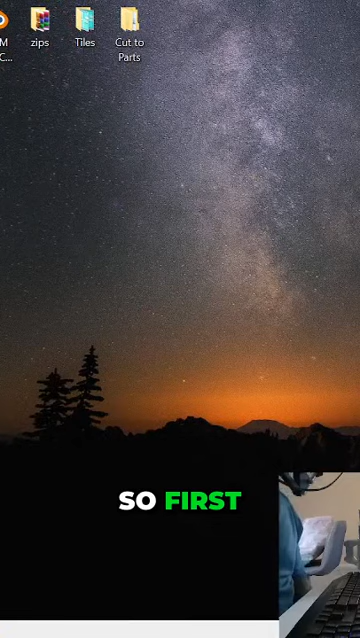 M
C...
zips
Tiles
Cut to
Parts
SO FIRST